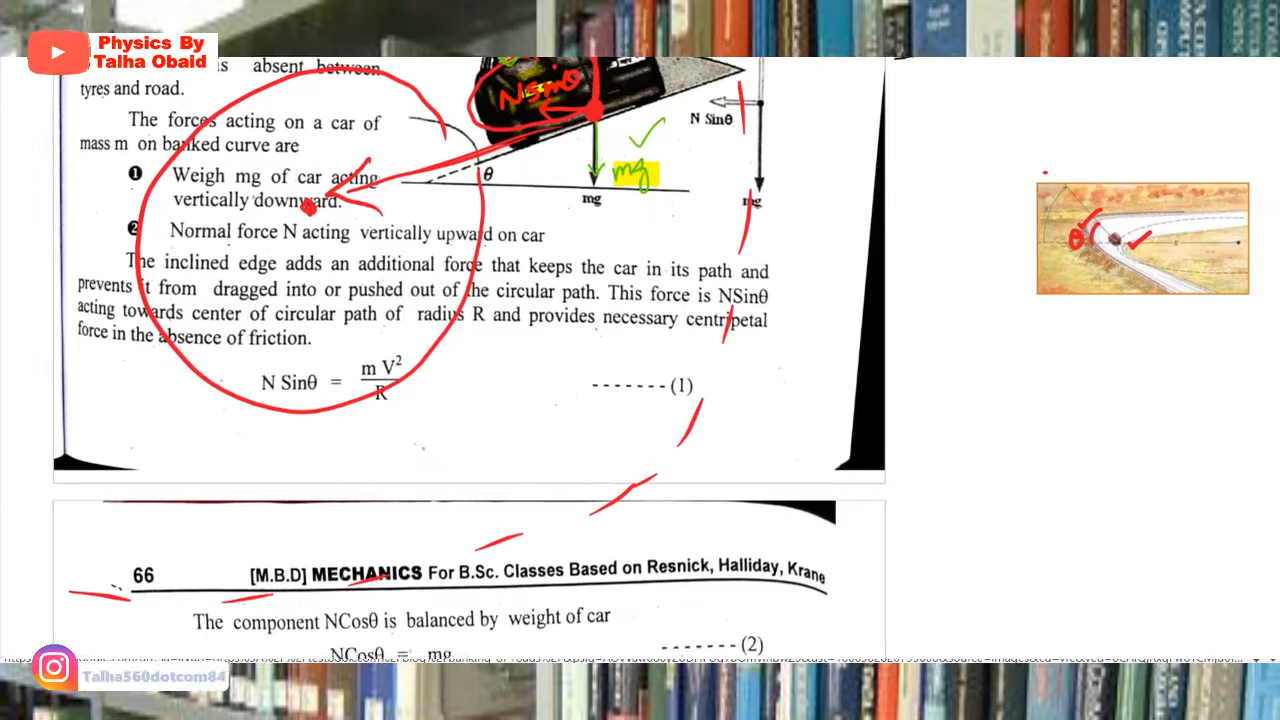 Physics By
Talha Obaid
is absent between
tyres and road.
The forces acting on a car of
mass m on banked curve are
❶ Weigh mg of car acting
vertically downward.
❷ Normal force N acting vertically upward on car
The inclined edge adds an additional force that keeps the car in its path and
prevents it from dragged into or pushed out of the circular path. This force is NSinθ
acting towards center of circular path of radius R and provides necessary centripetal
force in the absence of friction.
N Sinθ = m V²
R
- - - - - - - (1)
N Sinθ
N Sinθ
θ
mg
mg
mg
θ
R
66
[M.B.D] MECHANICS For B.Sc. Classes Based on Resnick, Halliday, Krane
The component NCosθ is balanced by weight of car
NCosθ = mg
- - - - - - - (2)
Talha560dotcom84